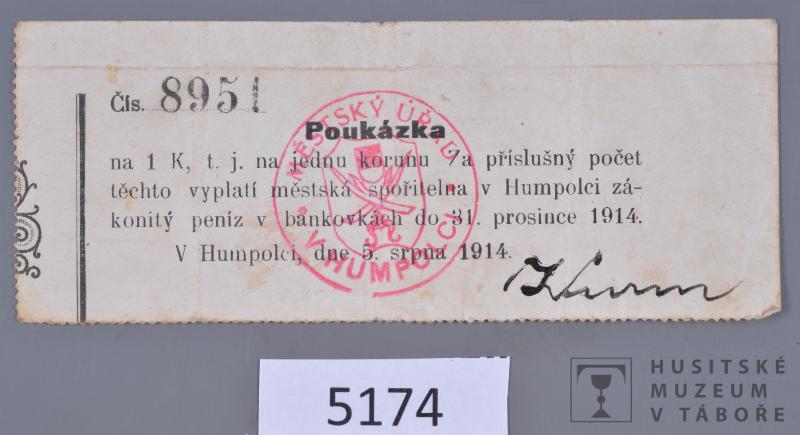 Čís. 8951
MĚSTSKÝ ÚŘAD
V HUMPOLCI
Poukázka
na 1 K, t. j. na jednu korunu Za příslušný počet
těchto vyplatí městská spořitelna v Humpolci zá-
konitý peníz v bankovkách do 31. prosince 1914.
V Humpolci, dne 5. srpna 1914.
5174
HUSITSKÉ
MUZEUM
V TÁBOŘE